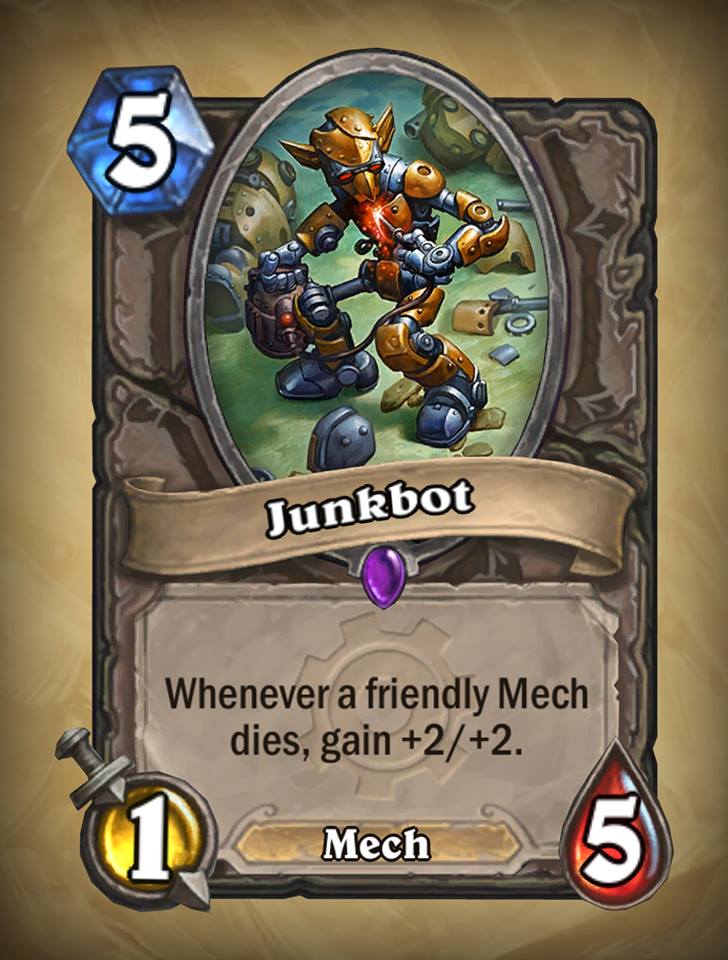 5
Junkbot
Whenever a friendly Mech
dies, gain +2/+2.
1
Mech
5